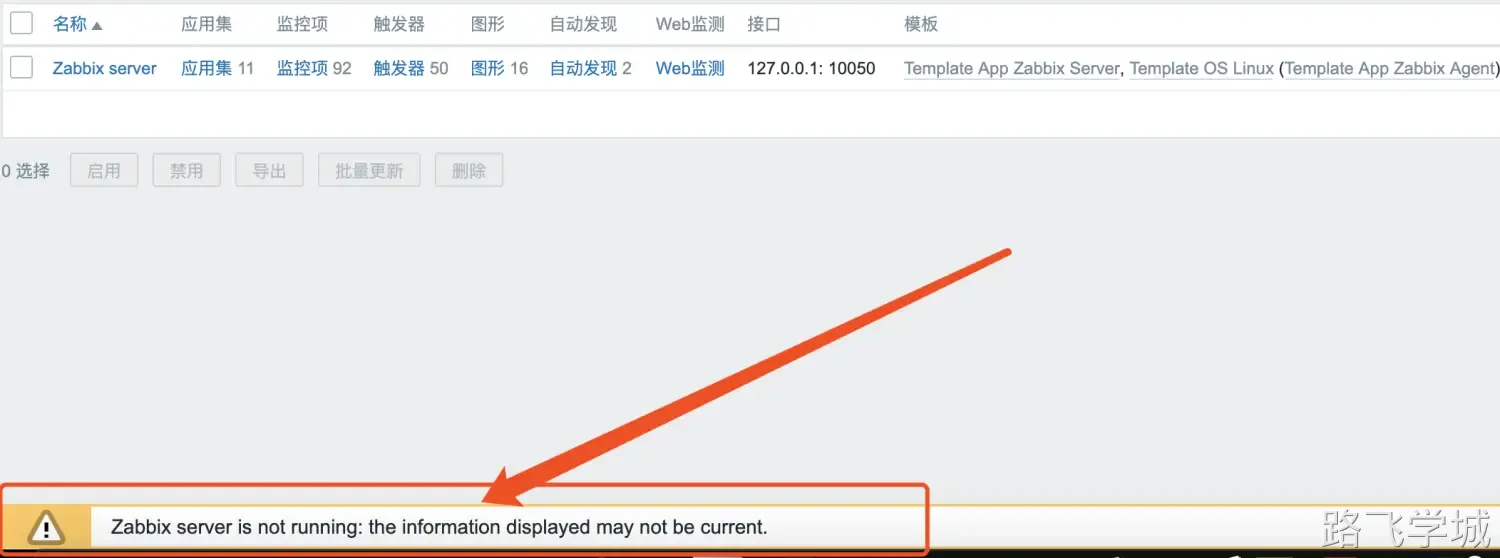 名称▲ 应用集 监控项 触发器 图形 自动发现 Web监测 接口 模板
Zabbix server 应用集 11 监控项 92 触发器 50 图形 16 自动发现 2 Web监测 127.0.0.1: 10050 Template App Zabbix Server, Template OS Linux (Template App Zabbix Agent)
0 选择 启用 禁用 导出 批量更新 删除
Zabbix server is not running: the information displayed may not be current.
路飞学城